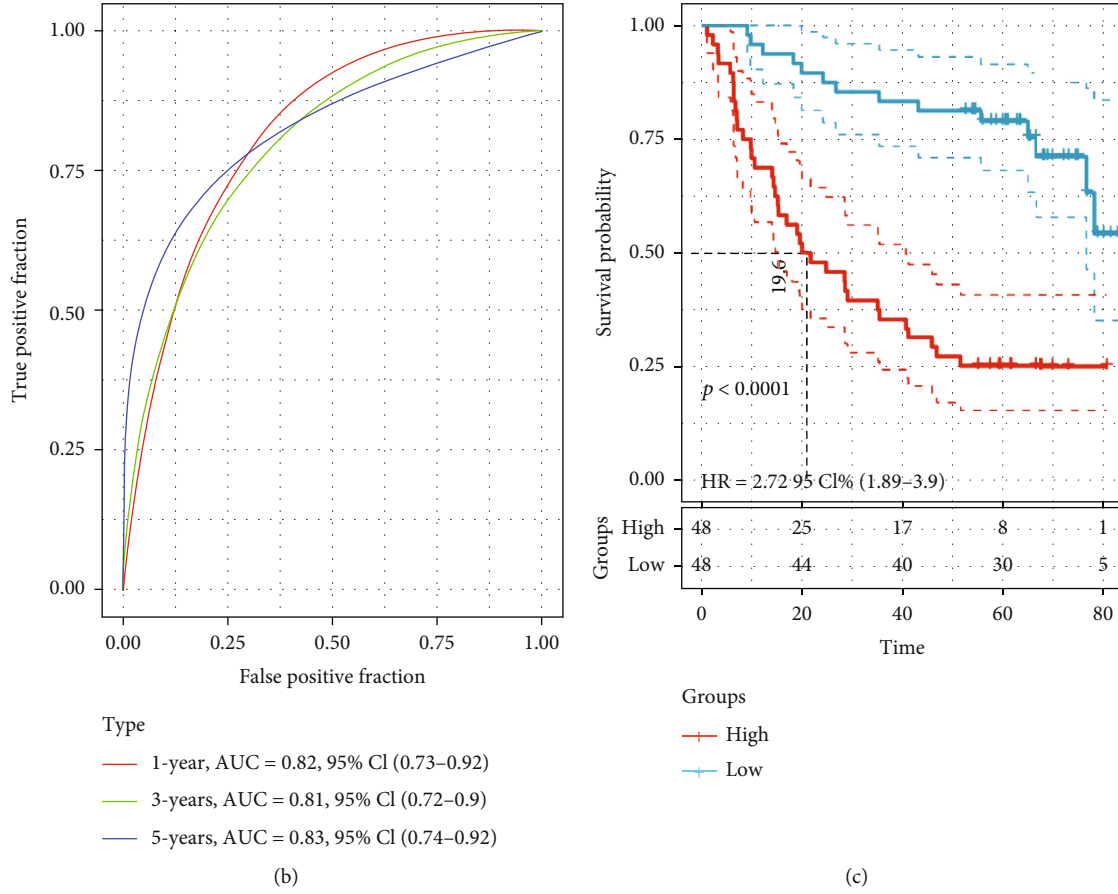 1.00
0.75
0.50
0.25
0.00
True positive fraction
0.00 0.25 0.50 0.75 1.00
False positive fraction
Type
1-year, AUC = 0.82, 95% Cl (0.73–0.92)
3-years, AUC = 0.81, 95% Cl (0.72–0.9)
5-years, AUC = 0.83, 95% Cl (0.74–0.92)
(b)
1.00
0.75
0.50
0.25
0.00
Survival probability
19.6
p < 0.0001
HR = 2.72 95 Cl% (1.89–3.9)
Groups
High 48 25 17 8 1
Low 48 44 40 30 5
0 20 40 60 80
Time
Groups
High
Low
(c)